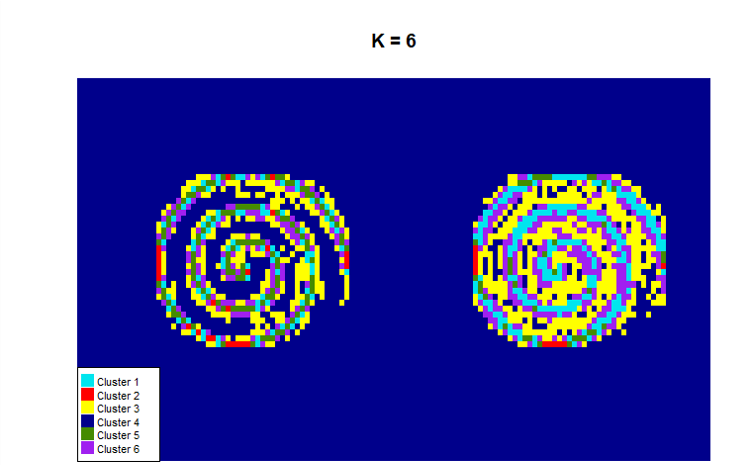 K = 6
Cluster 1
Cluster 2
Cluster 3
Cluster 4
Cluster 5
Cluster 6